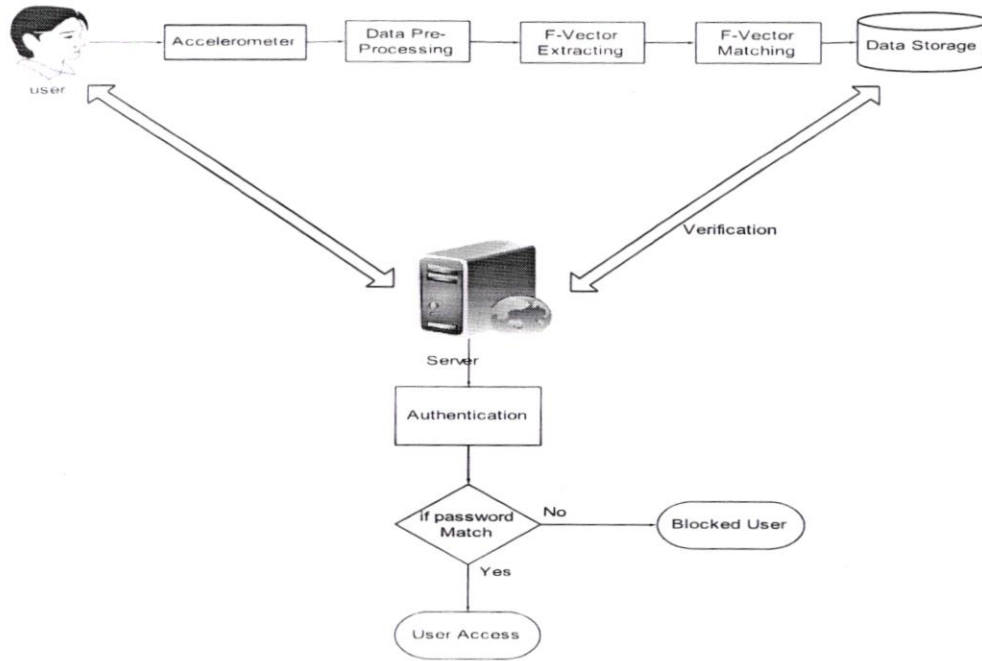 user
Accelerometer
Data Pre-
Processing
F-Vector
Extracting
F-Vector
Matching
Data Storage
Verification
Server
Authentication
if password
Match
No
Blocked User
Yes
User Access